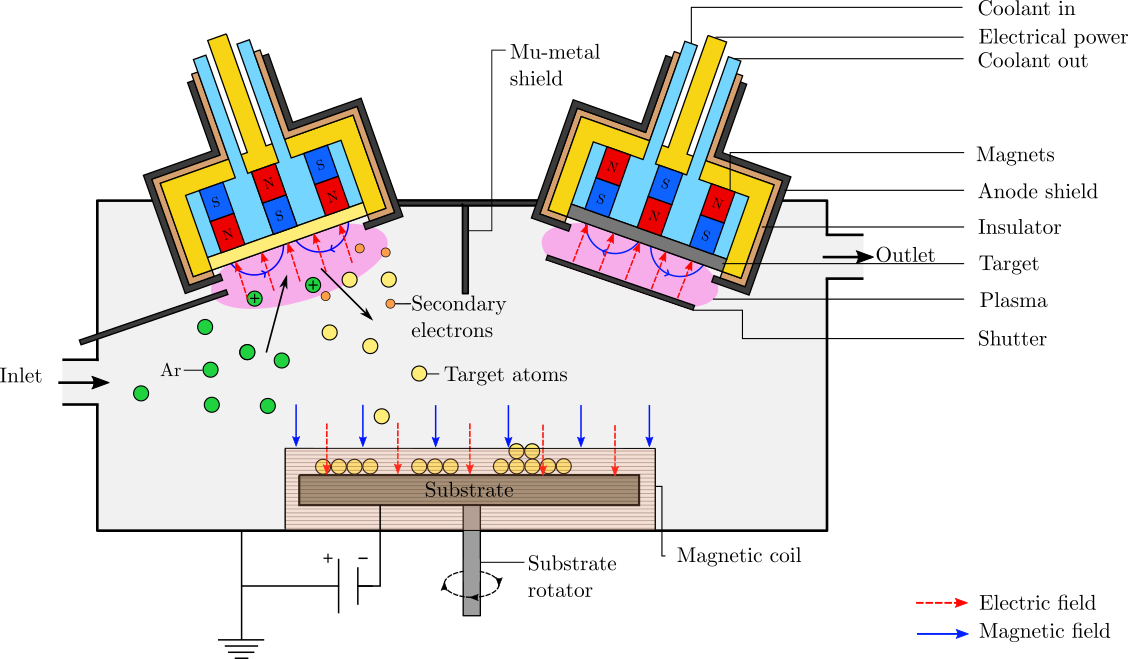 Coolant in
Electrical power
Coolant out
Mu-metal
shield
Magnets
Anode shield
Insulator
Outlet
Target
Plasma
Shutter
S
N
S
N
S
N
N
S
S
N
N
S
+
+
Secondary
electrons
Inlet
Ar
Target atoms
Substrate
Magnetic coil
+ −
Substrate
rotator
Electric field
Magnetic field